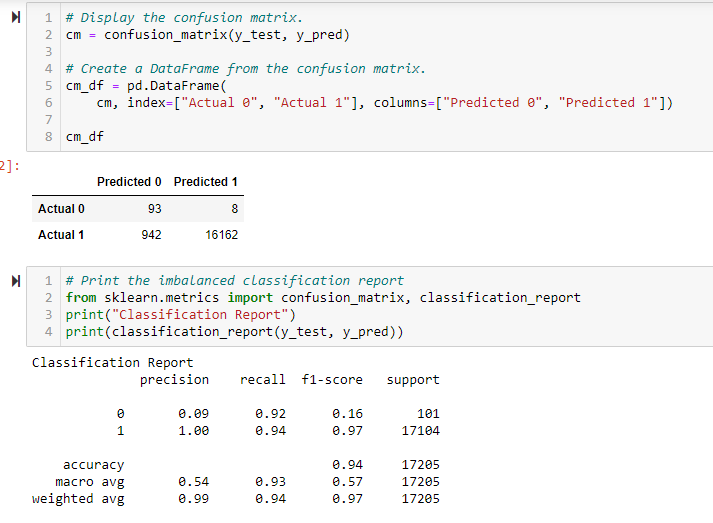 1 # Display the confusion matrix.
2 cm = confusion_matrix(y_test, y_pred)
3
4 # Create a DataFrame from the confusion matrix.
5 cm_df = pd.DataFrame(
6     cm, index=["Actual 0", "Actual 1"], columns=["Predicted 0", "Predicted 1"])
7
8 cm_df
2]:
Predicted 0 Predicted 1
Actual 0 93 8
Actual 1 942 16162
1 # Print the imbalanced classification report
2 from sklearn.metrics import confusion_matrix, classification_report
3 print("Classification Report")
4 print(classification_report(y_test, y_pred))
Classification Report
precision recall f1-score support
0 0.09 0.92 0.16 101
1 1.00 0.94 0.97 17104
accuracy 0.94 17205
macro avg 0.54 0.93 0.57 17205
weighted avg 0.99 0.94 0.97 17205